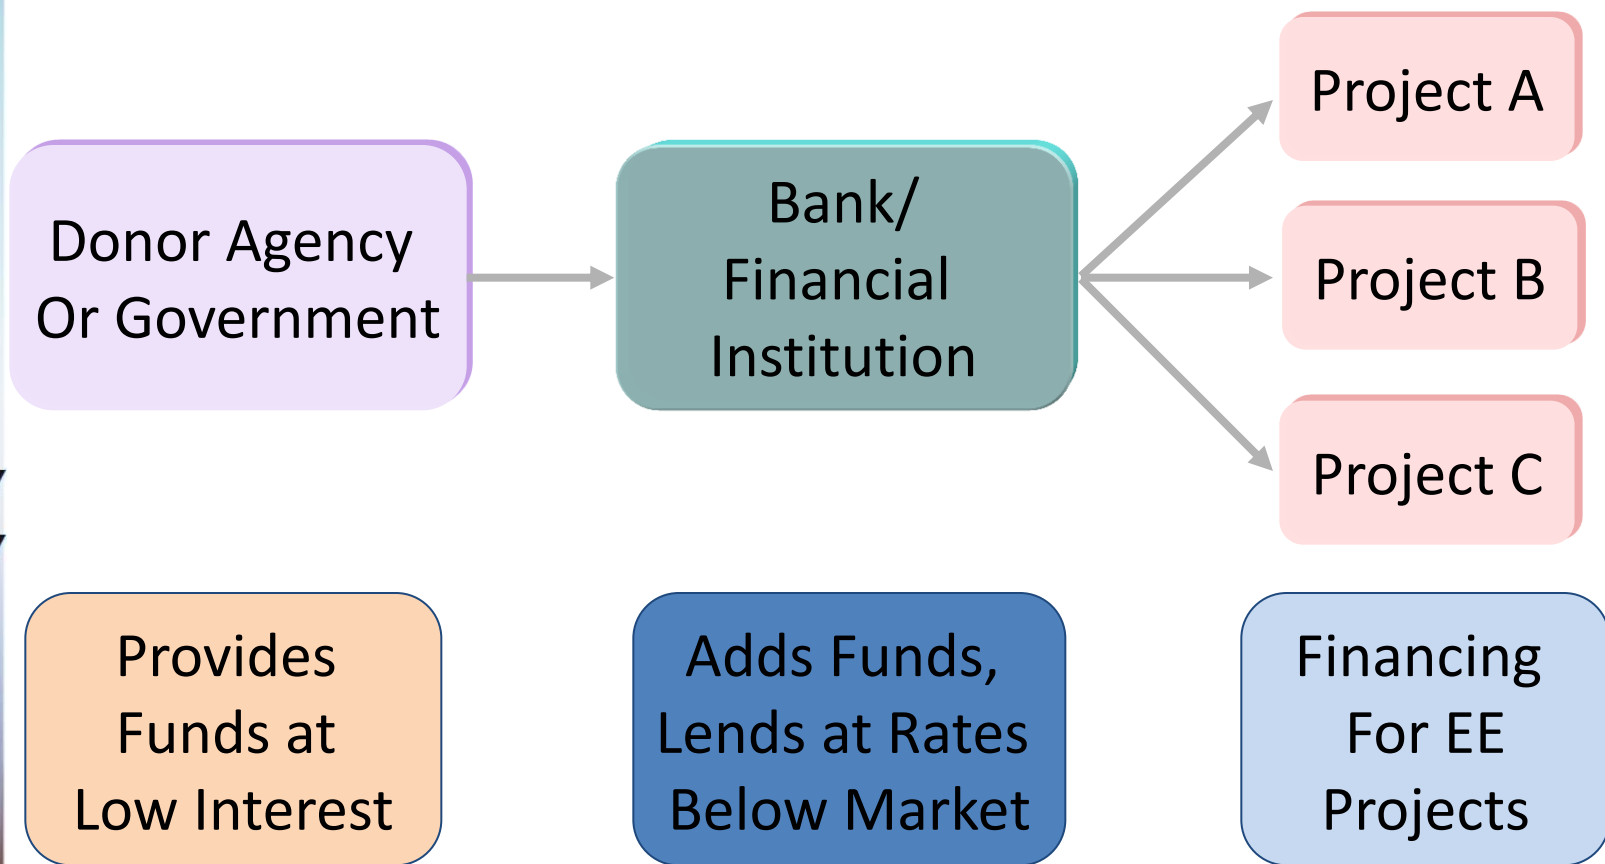 Donor Agency
Or Government
Bank/
Financial
Institution
Project A
Project B
Project C
Provides
Funds at
Low Interest
Adds Funds,
Lends at Rates
Below Market
Financing
For EE
Projects